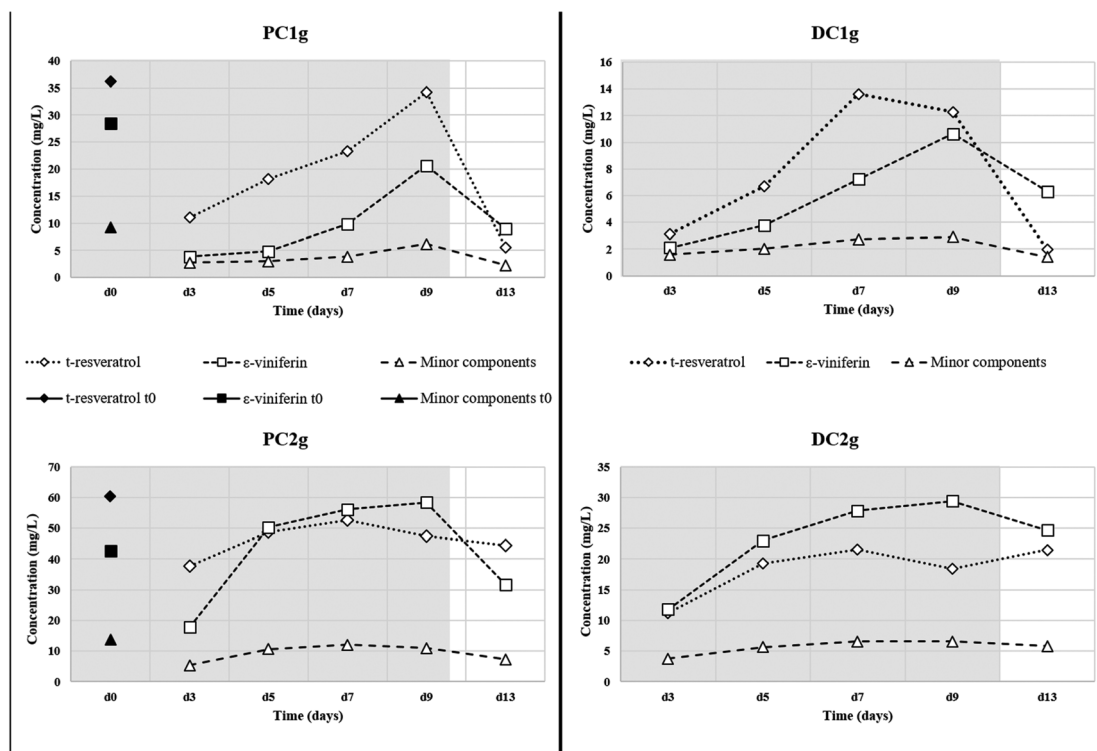 PC1g
Concentration (mg/L)
40
35
30
25
20
15
10
5
0
d0 d3 d5 d7 d9 d13
Time (days)
t-resveratrol ε-viniferin Minor components
t-resveratrol t0 ε-viniferin t0 Minor components t0
PC2g
Concentration (mg/L)
70
60
50
40
30
20
10
0
d0 d3 d5 d7 d9 d13
Time (days)
DC1g
Concentration (mg/L)
16
14
12
10
8
6
4
2
0
d3 d5 d7 d9 d13
Time (days)
t-resveratrol ε-viniferin Minor components
DC2g
Concentration (mg/L)
35
30
25
20
15
10
5
0
d3 d5 d7 d9 d13
Time (days)